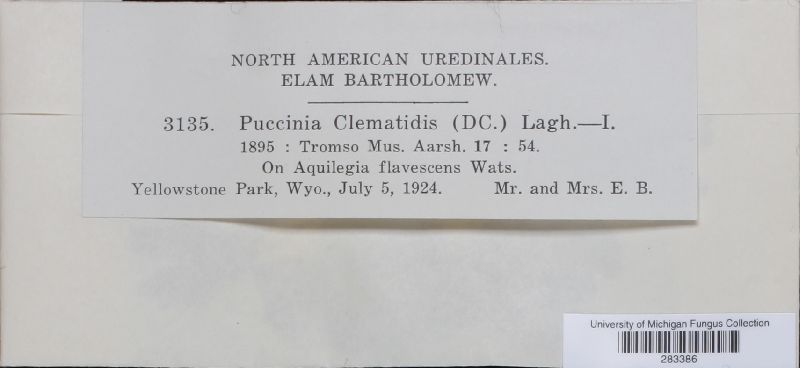 NORTH AMERICAN UREDINALES.
ELAM BARTHOLOMEW.
3135. Puccinia Clematidis (DC.) Lagh.—I.
1895 : Tromso Mus. Aarsh. 17 : 54.
On Aquilegia flavescens Wats.
Yellowstone Park, Wyo., July 5, 1924. Mr. and Mrs. E. B.
University of Michigan Fungus Collection
283386